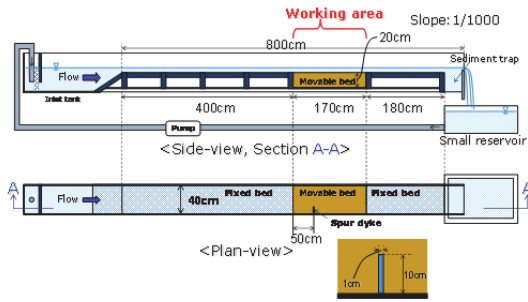 Working area
Slope: 1/1000
800cm
20cm
Sediment trap
Flow
Movable bed
Inlet tank
400cm
170cm
180cm
Pump
Small reservoir
<Side-view, Section A-A>
A
A
Flow
Fixed bed
Movable bed
Fixed bed
40cm
Spur dyke
50cm
<Plan-view>
1cm
10cm